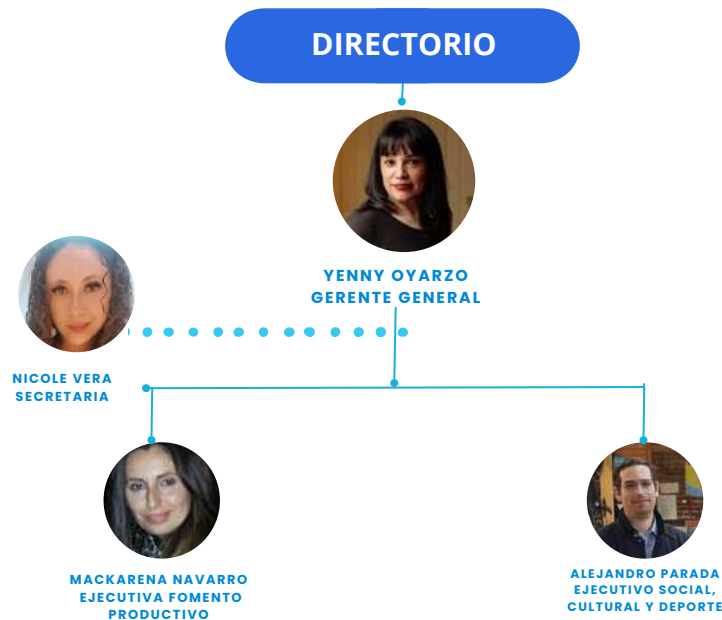 DIRECTORIO
YENNY OYARZO
GERENTE GENERAL
NICOLE VERA
SECRETARIA
MACKARENA NAVARRO
EJECUTIVA FOMENTO
PRODUCTIVO
ALEJANDRO PARADA
EJECUTIVO SOCIAL,
CULTURAL Y DEPORTE